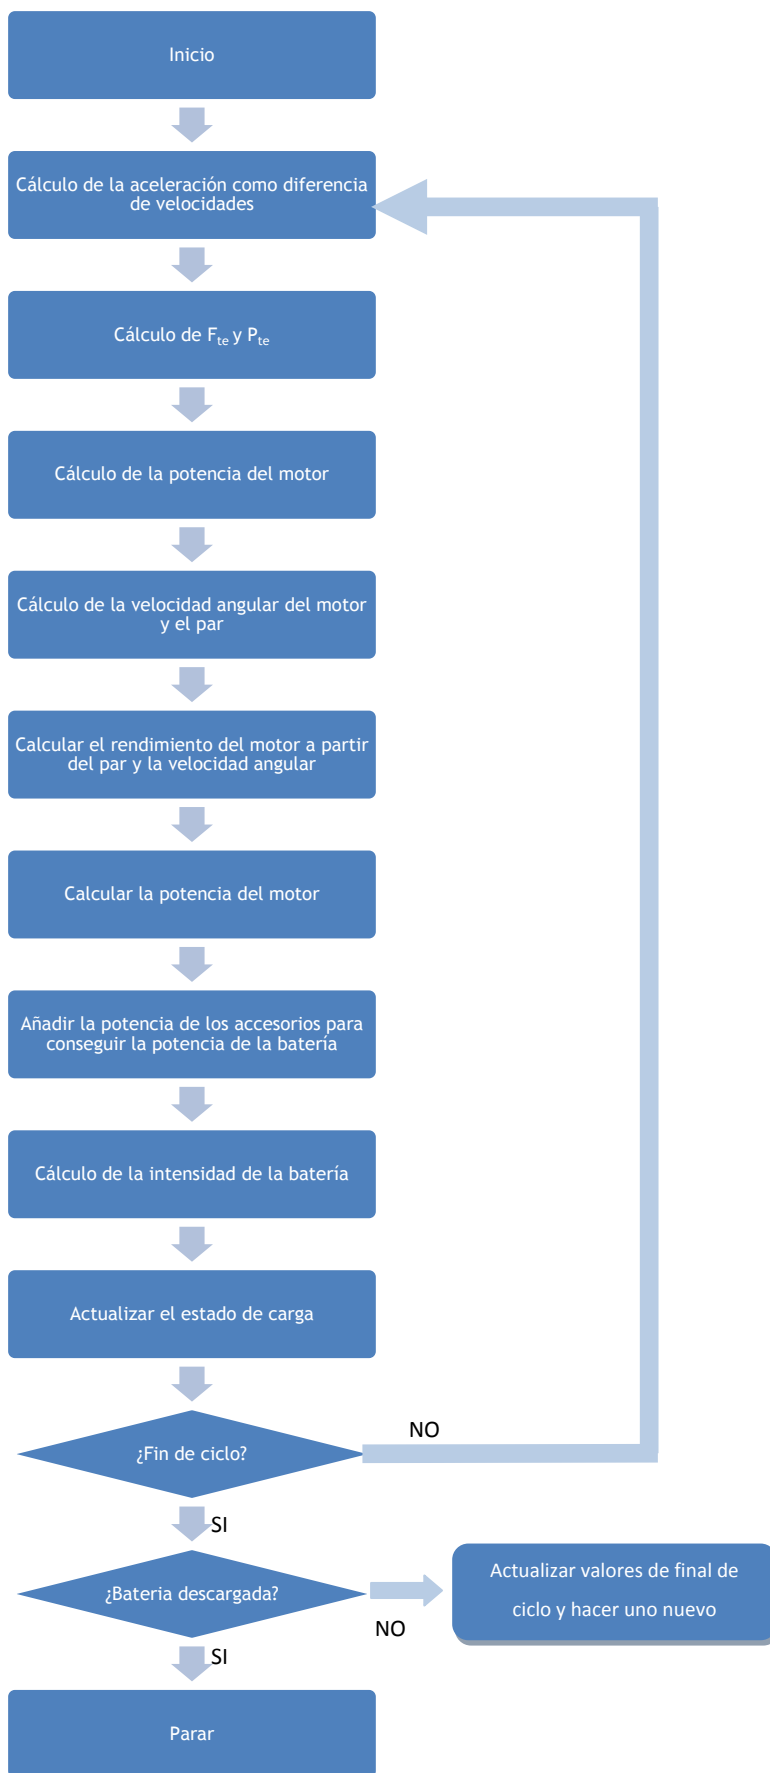 Inicio
Cálculo de la aceleración como diferencia
de velocidades
Cálculo de Fte y Pte
Cálculo de la potencia del motor
Cálculo de la velocidad angular del motor
y el par
Calcular el rendimiento del motor a partir
del par y la velocidad angular
Calcular la potencia del motor
Añadir la potencia de los accesorios para
conseguir la potencia de la batería
Cálculo de la intensidad de la batería
Actualizar el estado de carga
NO
¿Fin de ciclo?
SI
¿Bateria descargada?
Actualizar valores de final de
ciclo y hacer uno nuevo
NO
SI
Parar